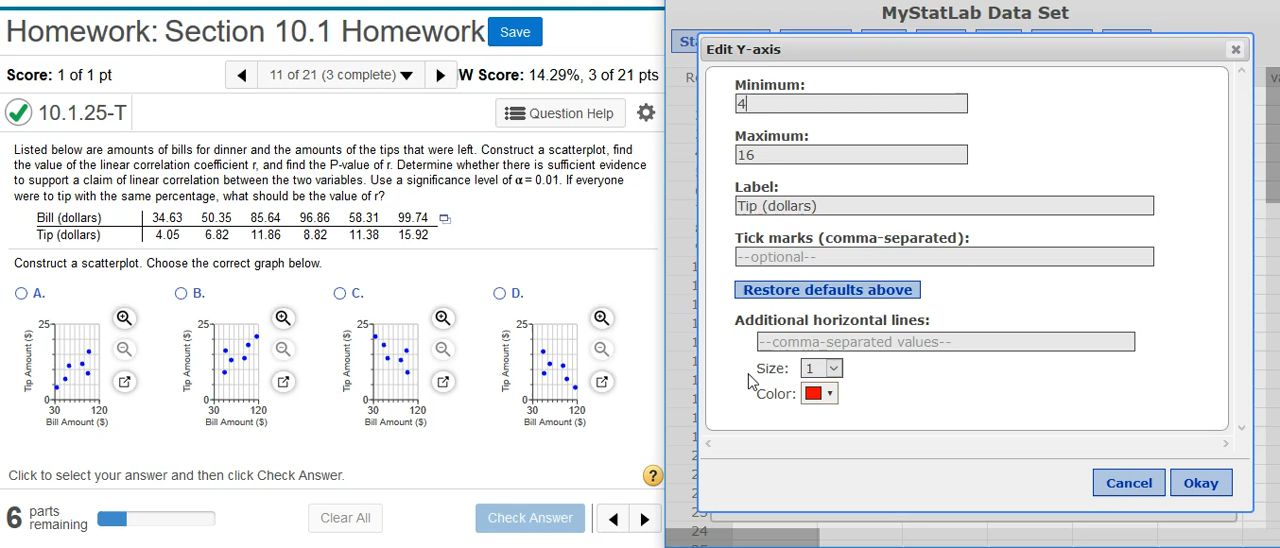 Homework: Section 10.1 Homework
Save
Score: 1 of 1 pt
11 of 21 (3 complete)
W Score: 14.29%, 3 of 21 pts
10.1.25-T
Question Help
Listed below are amounts of bills for dinner and the amounts of the tips that were left. Construct a scatterplot, find
the value of the linear correlation coefficient r, and find the P-value of r. Determine whether there is sufficient evidence
to support a claim of linear correlation between the two variables. Use a significance level of α = 0.01. If everyone
were to tip with the same percentage, what should be the value of r?
Bill (dollars) 34.63 50.35 85.64 96.86 58.31 99.74
Tip (dollars) 4.05 6.82 11.86 8.82 11.38 15.92
Construct a scatterplot. Choose the correct graph below.
A. B. C. D.
25 25 25 25
Tip Amount ($) Tip Amount ($) Tip Amount ($) Tip Amount ($)
0 0 0 0
30 120 30 120 30 120 30 120
Bill Amount ($) Bill Amount ($) Bill Amount ($) Bill Amount ($)
Click to select your answer and then click Check Answer.
?
6 parts remaining
Clear All
Check Answer
MyStatLab Data Set
Edit Y-axis
Minimum:
4
Maximum:
16
Label:
Tip (dollars)
Tick marks (comma-separated):
--optional--
Restore defaults above
Additional horizontal lines:
--comma-separated values--
Size: 1
Color:
Cancel
Okay
24